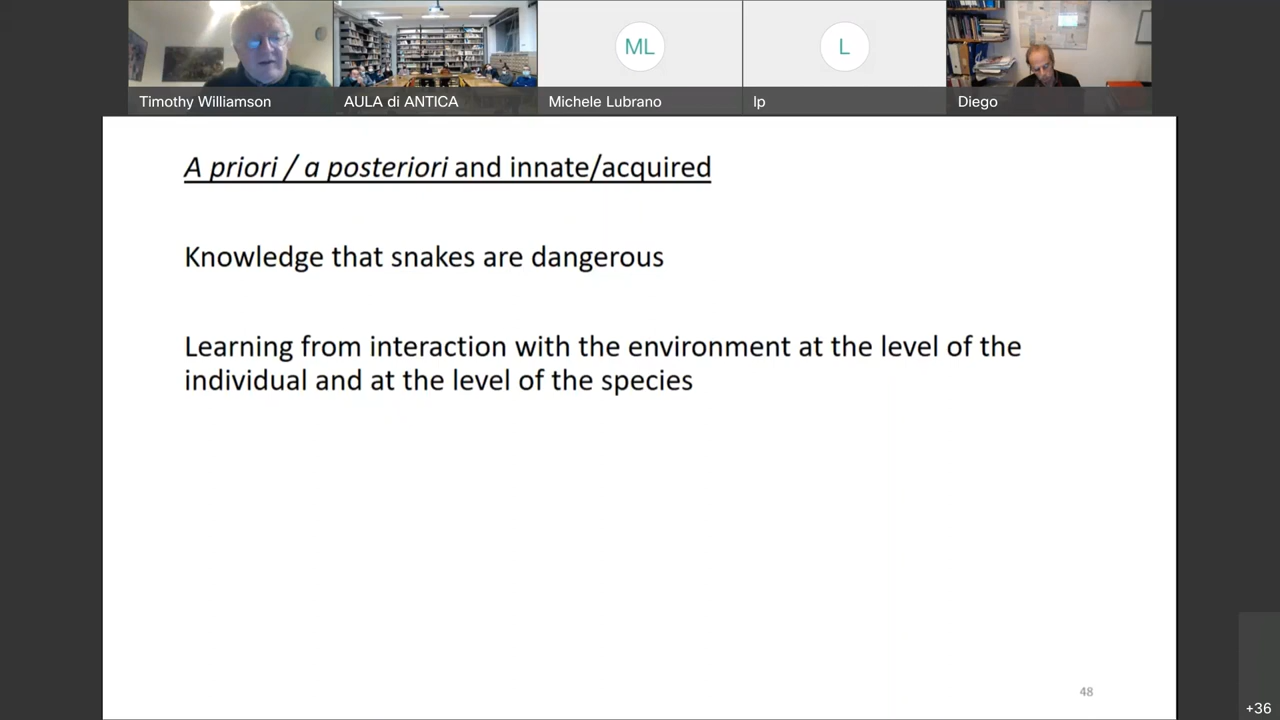 ML
L
Timothy Williamson
AULA di ANTICA
Michele Lubrano
lp
Diego
A priori / a posteriori and innate/acquired
Knowledge that snakes are dangerous
Learning from interaction with the environment at the level of the
individual and at the level of the species
48
+36